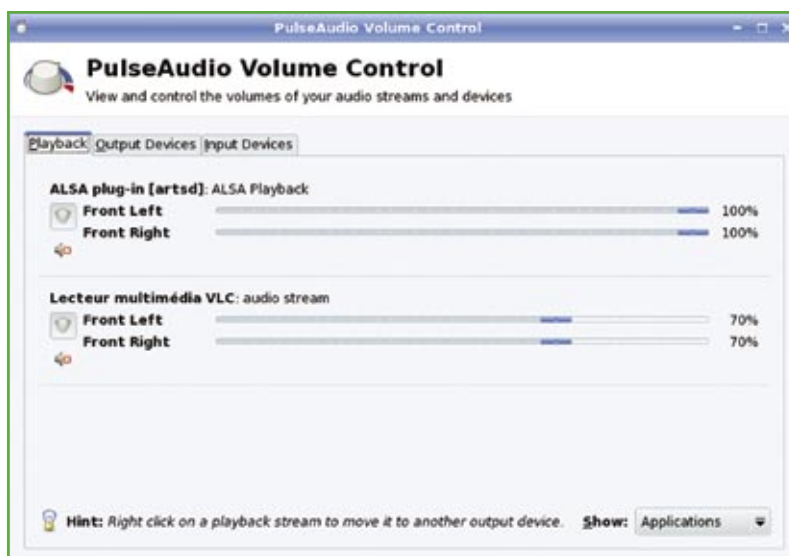 PulseAudio Volume Control
PulseAudio Volume Control
View and control the volumes of your audio streams and devices
Playback Output Devices Input Devices
ALSA plug-in [artsd]: ALSA Playback
Front Left 100%
Front Right 100%
Lecteur multimédia VLC: audio stream
Front Left 70%
Front Right 70%
Hint: Right click on a playback stream to move it to another output device. Show: Applications